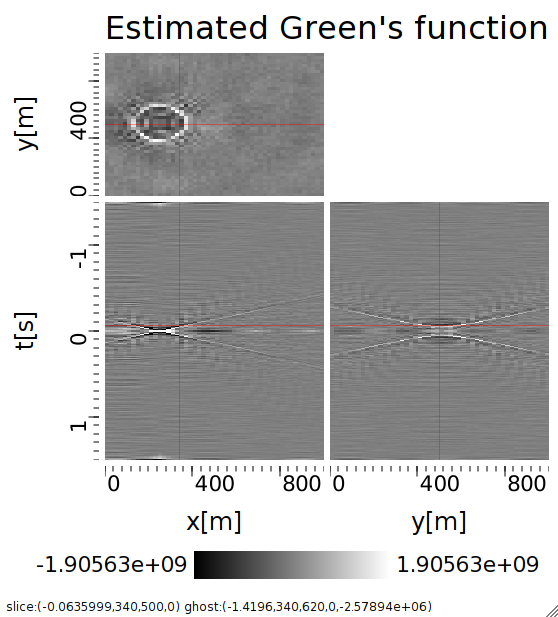 Estimated Green's function
y[m]
400
0
-1
t[s]
0
1
0 400 800 0 400 800
x[m] y[m]
-1.90563e+09 1.90563e+09
slice:(-0.0635999,340,500,0) ghost:(-1.4196,340,620,0,-2.57894e+06)